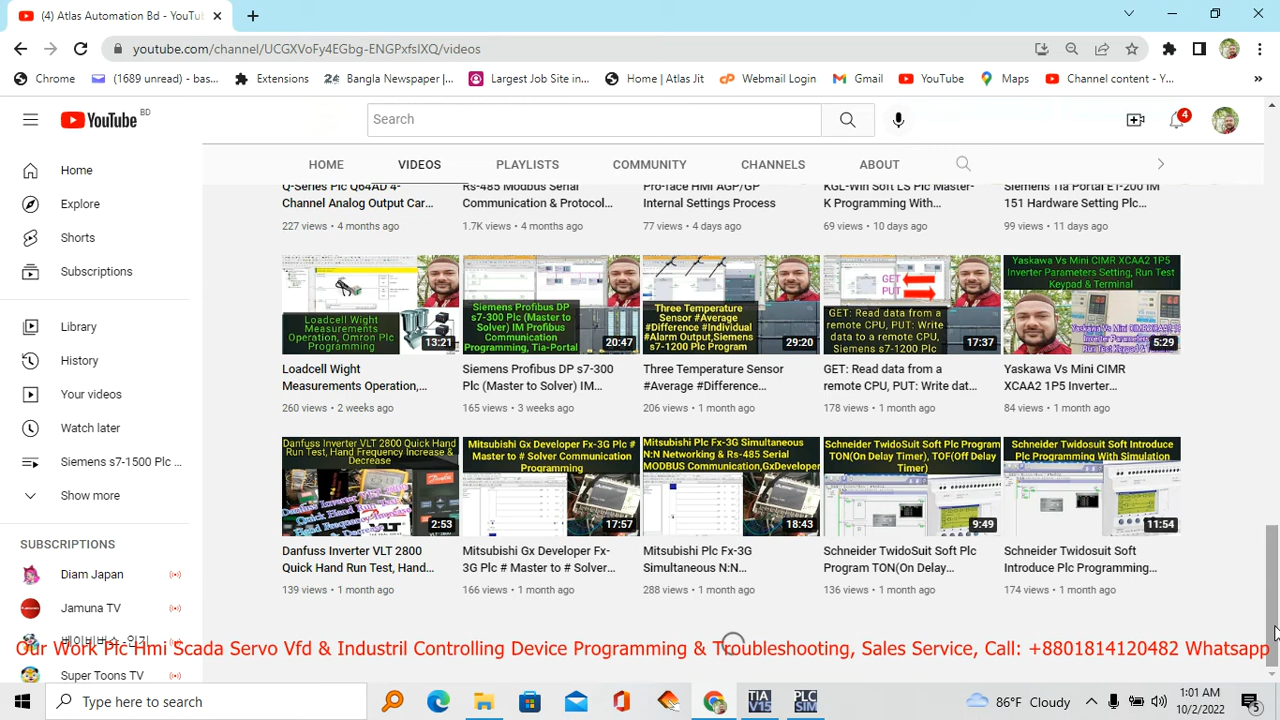 (4) Atlas Automation Bd - YouTu
youtube.com/channel/UCGXVoFy4EGbg-ENGPxfsIXQ/videos
Chrome
(1689 unread) - bas...
Extensions
Bangla Newspaper |...
Largest Job Site in...
Home | Atlas Jit
Webmail Login
Gmail
YouTube
Maps
Channel content - Y...
YouTube BD
Search
4
Home
Explore
Shorts
Subscriptions
Library
History
Your videos
Watch later
Siemens s7-1500 Plc ...
Show more
SUBSCRIPTIONS
Diam Japan
Jamuna TV
Super Toons TV
HOME VIDEOS PLAYLISTS COMMUNITY CHANNELS ABOUT
Q-Series Plc Q64AD 4-
Channel Analog Output Car...
227 views • 4 months ago
Rs-485 Modbus Serial
Communication & Protocol...
1.7K views • 4 months ago
Pro-face HMI AGP/GP
Internal Settings Process
77 views • 4 days ago
KGL-Win Soft LS Plc Master-
K Programming With...
69 views • 10 days ago
Siemens Tia Portal ET-200 IM
151 Hardware Setting Plc...
99 views • 11 days ago
Loadcell Wight
Measurements
Operation, Omron Plc
Programming
13:21
Loadcell Wight
Measurements Operation,...
260 views • 2 weeks ago
Siemens Profibus DP
s7-300 Plc (Master to
Solver) IM Profibus
Communication
Programming, Tia-Portal
20:47
Siemens Profibus DP s7-300
Plc (Master to Solver) IM...
165 views • 3 weeks ago
Three Temperature
Sensor #Average
#Difference #Individual
#Alarm Output,Siemens
s7-1200 Plc Program
29:20
Three Temperature Sensor
#Average #Difference...
206 views • 1 month ago
GET
PUT
GET: Read data from a
remote CPU, PUT: Write
data to a remote CPU,
Siemens s7-1200 Plc
17:37
GET: Read data from a
remote CPU, PUT: Write dat...
178 views • 1 month ago
Yaskawa Vs Mini CIMR XCAA2 1P5
Inverter Parameters Setting, Run Test
Keypad & Terminal
5:29
Yaskawa Vs Mini CIMR
XCAA2 1P5 Inverter...
84 views • 1 month ago
Danfuss Inverter VLT 2800 Quick Hand
Run Test, Hand Frequency Increase &
Decrease
2:53
Danfuss Inverter VLT 2800
Quick Hand Run Test, Hand...
139 views • 1 month ago
Mitsubishi Gx Developer Fx-3G Plc #
Master to # Solver Communication
Programming
17:57
Mitsubishi Gx Developer Fx-
3G Plc # Master to # Solver...
166 views • 1 month ago
Mitsubishi Plc Fx-3G Simultaneous
N:N Networking & Rs-485 Serial
MODBUS Communication,GxDeveloper
18:43
Mitsubishi Plc Fx-3G
Simultaneous N:N...
288 views • 1 month ago
Schneider TwidoSuit Soft Plc Program
TON(On Delay Timer), TOF(Off Delay
Timer)
9:49
Schneider TwidoSuit Soft Plc
Program TON(On Delay...
136 views • 1 month ago
Schneider Twidosuit Soft Introduce
Plc Programming With Simulation
11:54
Schneider Twidosuit Soft
Introduce Plc Programming...
174 views • 1 month ago
Our Work Plc Hmi Scada Servo Vfd & Industril Controlling Device Programming & Troubleshooting, Sales Service, Call: +8801814120482 Whatsapp
Type here to search
TIA
V15
PLC
SIM
86°F Cloudy
1:01 AM
10/2/2022
5